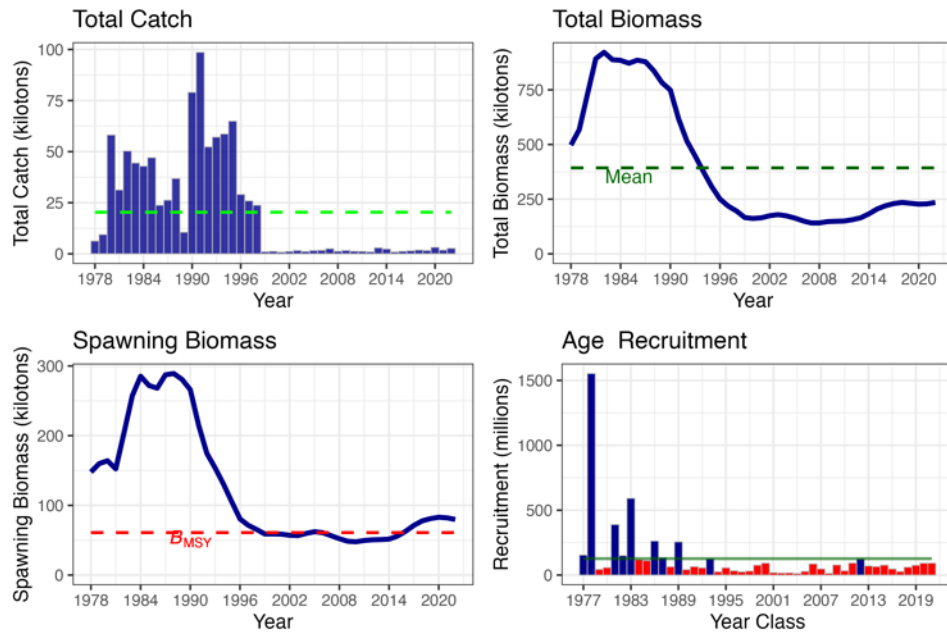 Total Catch
Total Catch (kilotons)
100
75
50
25
0
1978 1984 1990 1996 2002 2008 2014 2020
Year
Total Biomass
Total Biomass (kilotons)
750
500
250
0
Mean
1978 1984 1990 1996 2002 2008 2014 2020
Year
Spawning Biomass
Spawning Biomass (kilotons)
300
200
100
0
BMSY
1978 1984 1990 1996 2002 2008 2014 2020
Year
Age Recruitment
Recruitment (millions)
1500
1000
500
0
1977 1983 1989 1995 2001 2007 2013 2019
Year Class